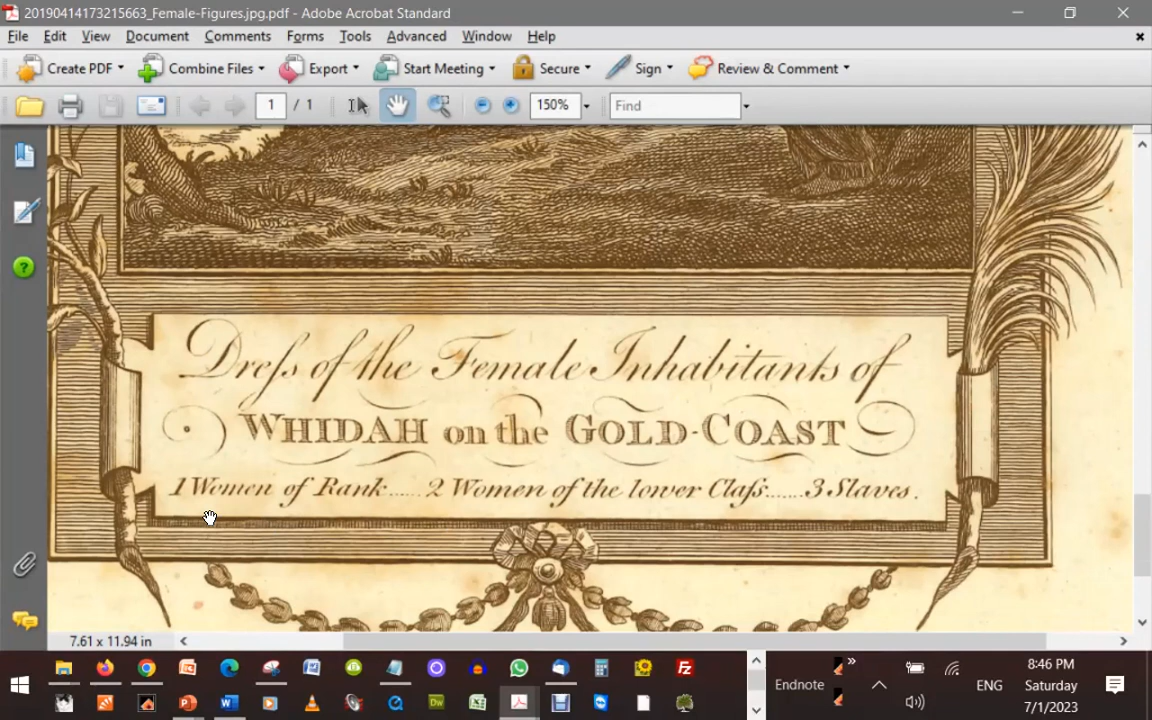 20190414173215663_Female-Figures.jpg.pdf - Adobe Acrobat Standard
File Edit View Document Comments Forms Tools Advanced Window Help
Create PDF Combine Files Export Start Meeting Secure Sign Review & Comment
1 / 1 150% Find
Dreſs of the Female Inhabitants of
WHIDAH on the GOLD-COAST
1 Women of Rank...... 2 Women of the lower Claſs.......3 Slaves.
7.61 x 11.94 in
Endnote
ENG
8:46 PM
Saturday
7/1/2023